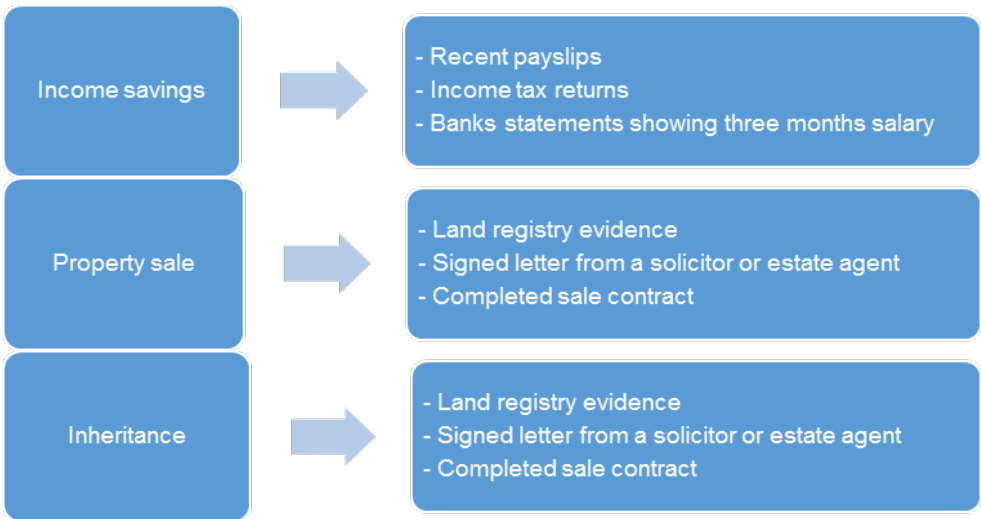 Income savings
- Recent payslips
- Income tax returns
- Banks statements showing three months salary
Property sale
- Land registry evidence
- Signed letter from a solicitor or estate agent
- Completed sale contract
Inheritance
- Land registry evidence
- Signed letter from a solicitor or estate agent
- Completed sale contract